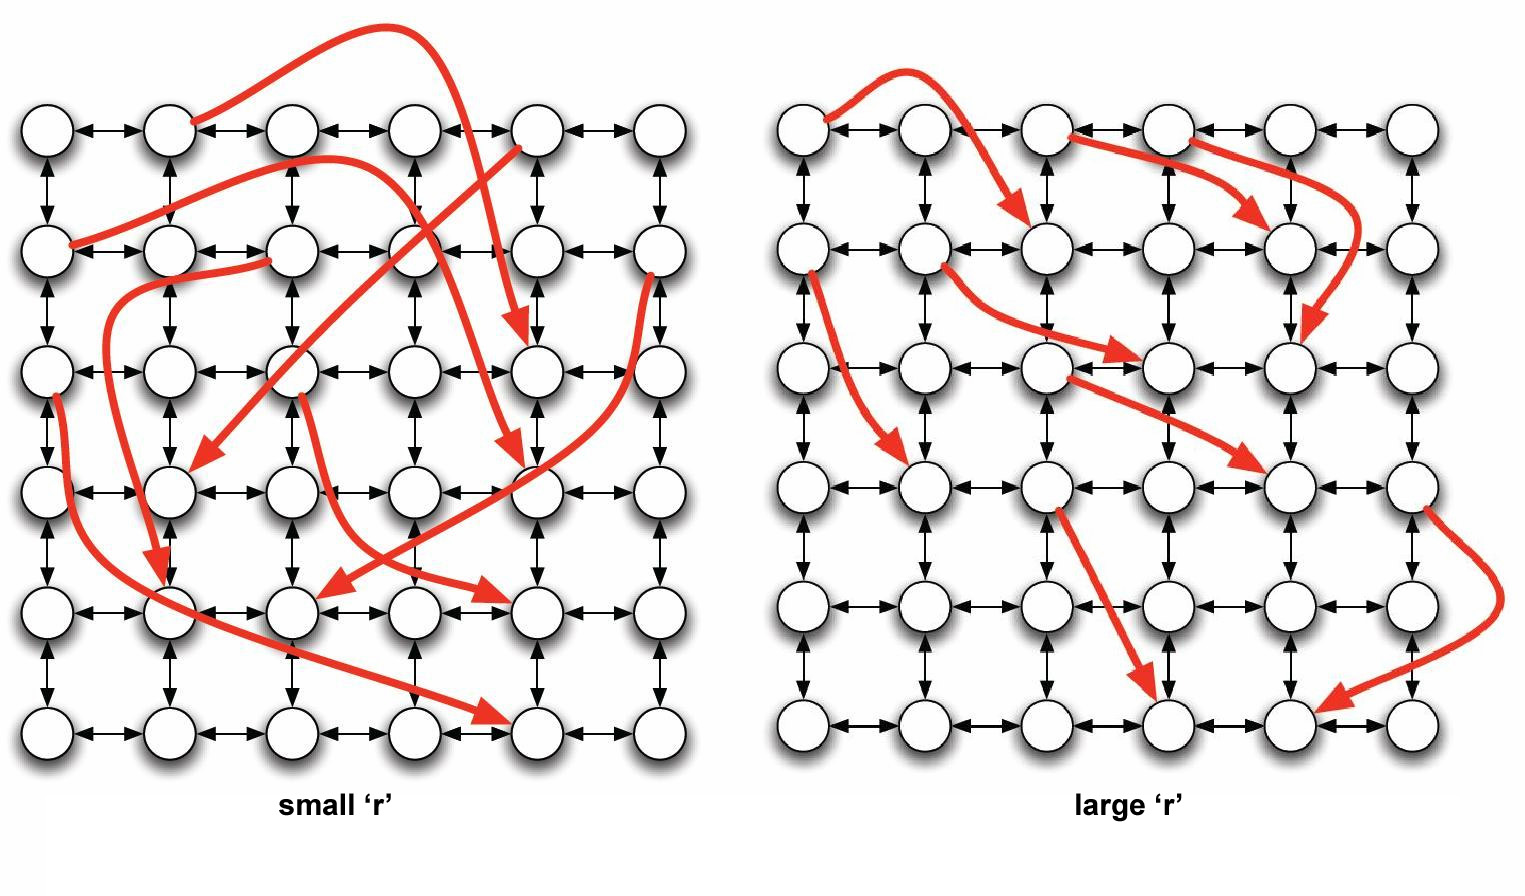 small ‘r’
large ‘r’